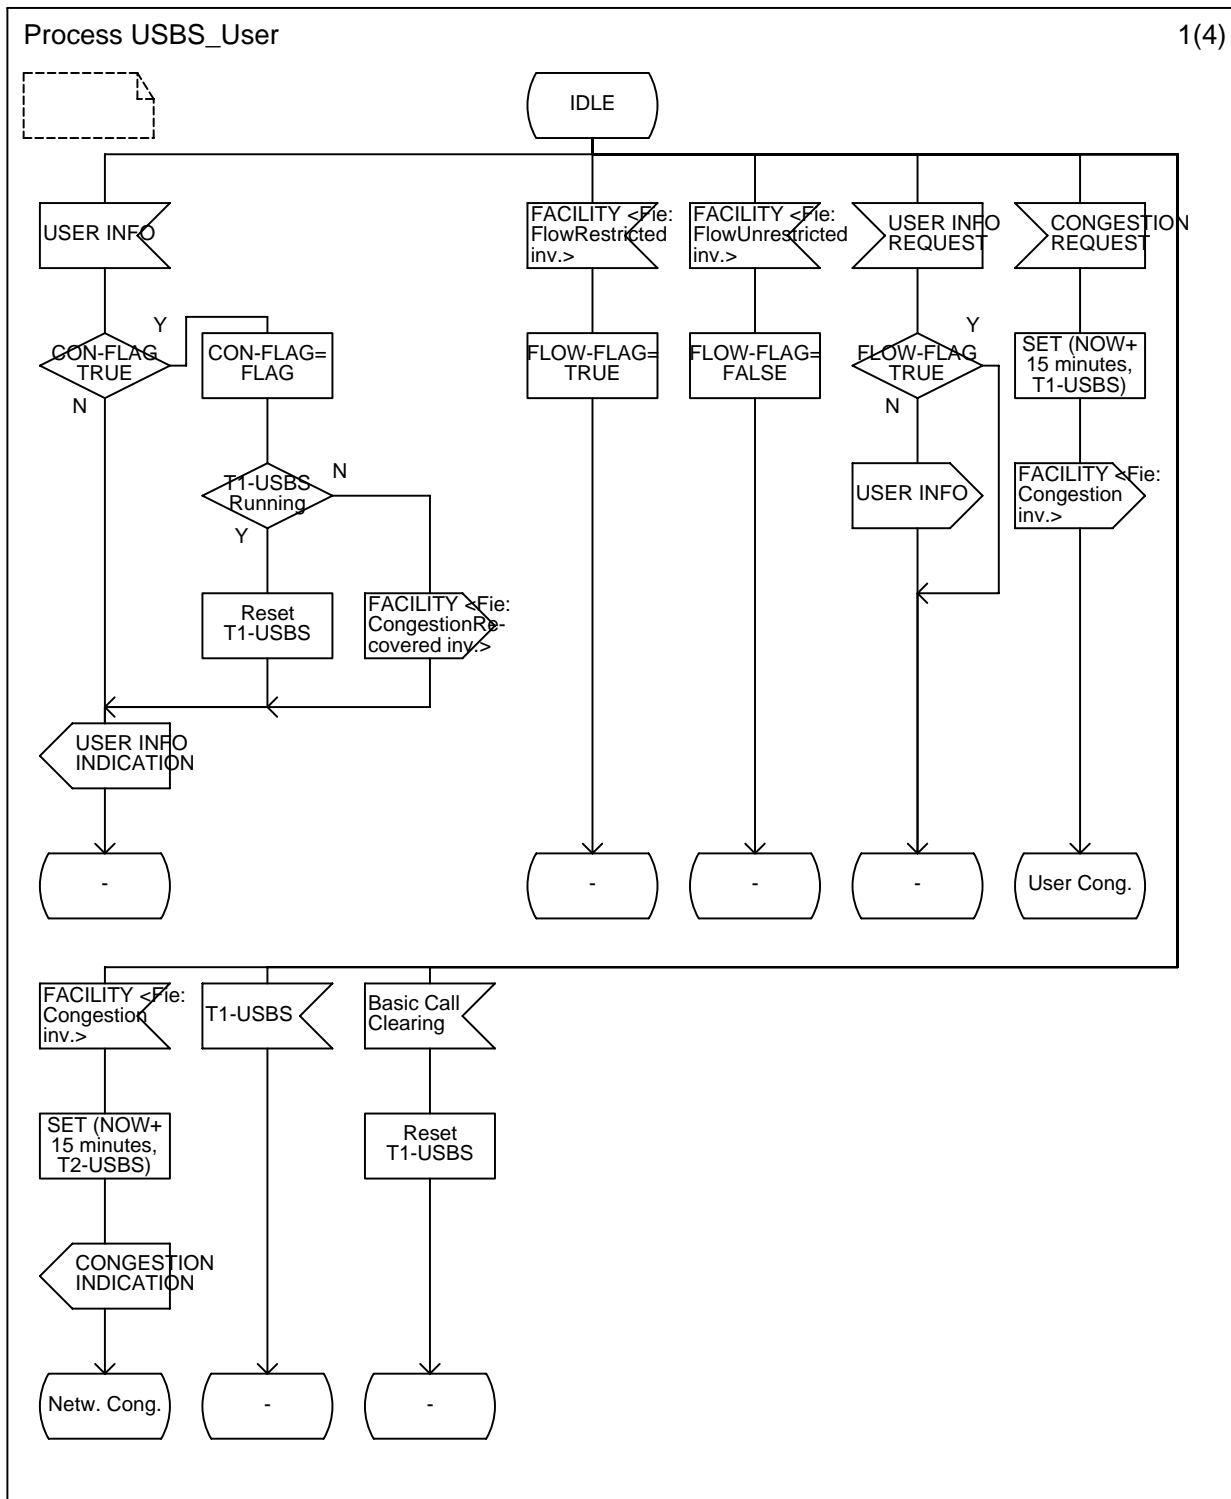 Process USBS_User
1(4)
IDLE
USER INFO
FACILITY <Fie:
FlowRestricted
inv.>
FACILITY <Fie:
FlowUnrestricted
inv.>
USER INFO
REQUEST
CONGESTION
REQUEST
CON-FLAG
TRUE
Y
N
CON-FLAG=
FLAG
FLOW-FLAG=
TRUE
FLOW-FLAG=
FALSE
FLOW-FLAG
TRUE
Y
N
SET (NOW+
15 minutes,
T1-USBS)
T1-USBS
Running
N
Y
USER INFO
FACILITY <Fie:
Congestion
inv.>
Reset
T1-USBS
FACILITY <Fie:
CongestionRe-
covered inv.>
USER INFO
INDICATION
-
-
-
-
User Cong.
FACILITY <Fie:
Congestion
inv.>
T1-USBS
Basic Call
Clearing
SET (NOW+
15 minutes,
T2-USBS)
Reset
T1-USBS
CONGESTION
INDICATION
Netw. Cong.
-
-